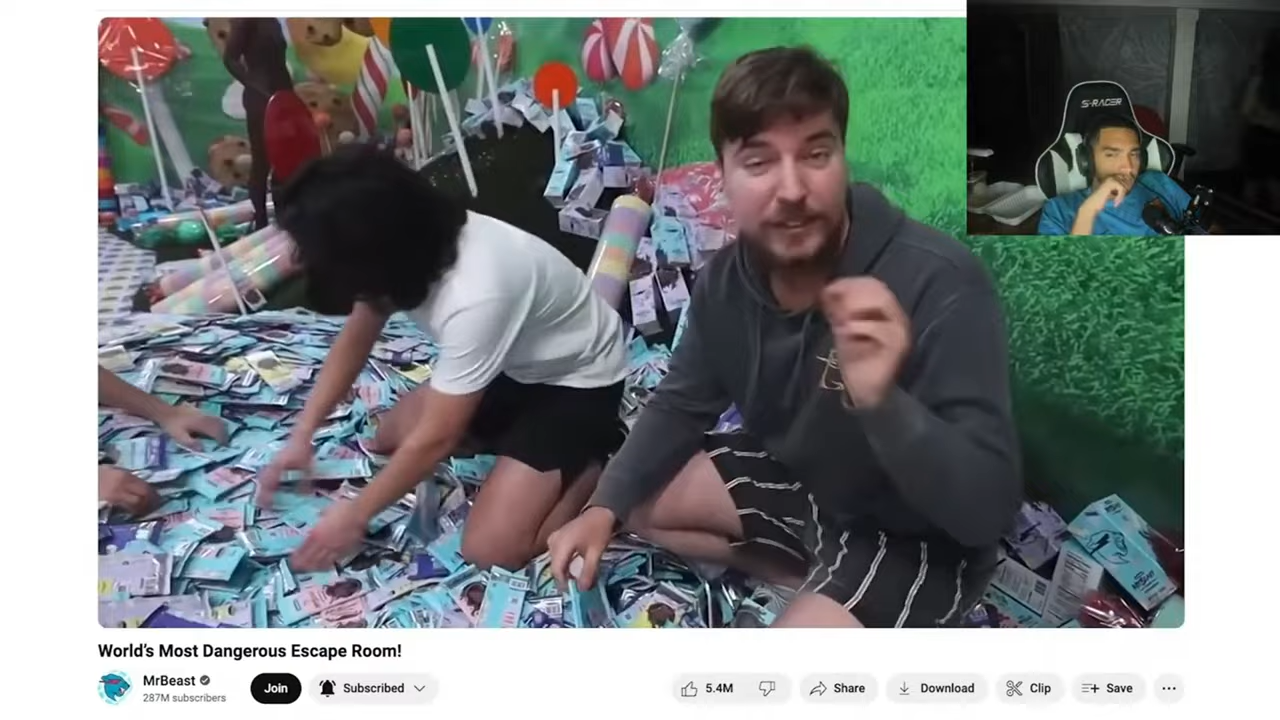 S-RACER
World's Most Dangerous Escape Room!
MrBeast
287M subscribers
Join
Subscribed
5.4M
Share
Download
Clip
Save